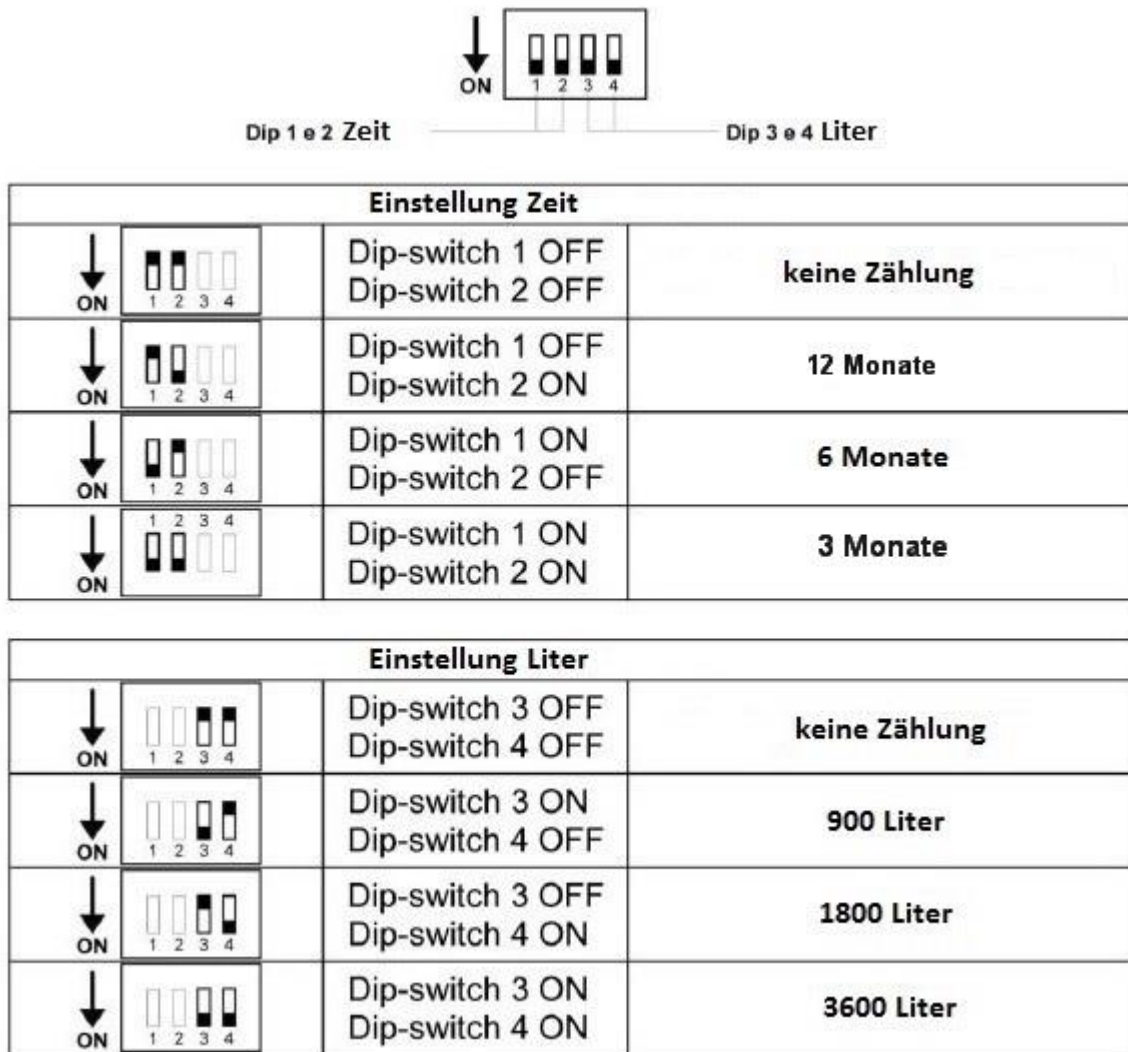 ON
1 2 3 4
Dip 1 e 2 Zeit
Dip 3 e 4 Liter
Einstellung Zeit
ON
1 2 3 4
Dip-switch 1 OFF
Dip-switch 2 OFF
keine Zählung
ON
1 2 3 4
Dip-switch 1 OFF
Dip-switch 2 ON
12 Monate
ON
1 2 3 4
Dip-switch 1 ON
Dip-switch 2 OFF
6 Monate
1 2 3 4
ON
Dip-switch 1 ON
Dip-switch 2 ON
3 Monate
Einstellung Liter
ON
1 2 3 4
Dip-switch 3 OFF
Dip-switch 4 OFF
keine Zählung
ON
1 2 3 4
Dip-switch 3 ON
Dip-switch 4 OFF
900 Liter
ON
1 2 3 4
Dip-switch 3 OFF
Dip-switch 4 ON
1800 Liter
ON
1 2 3 4
Dip-switch 3 ON
Dip-switch 4 ON
3600 Liter